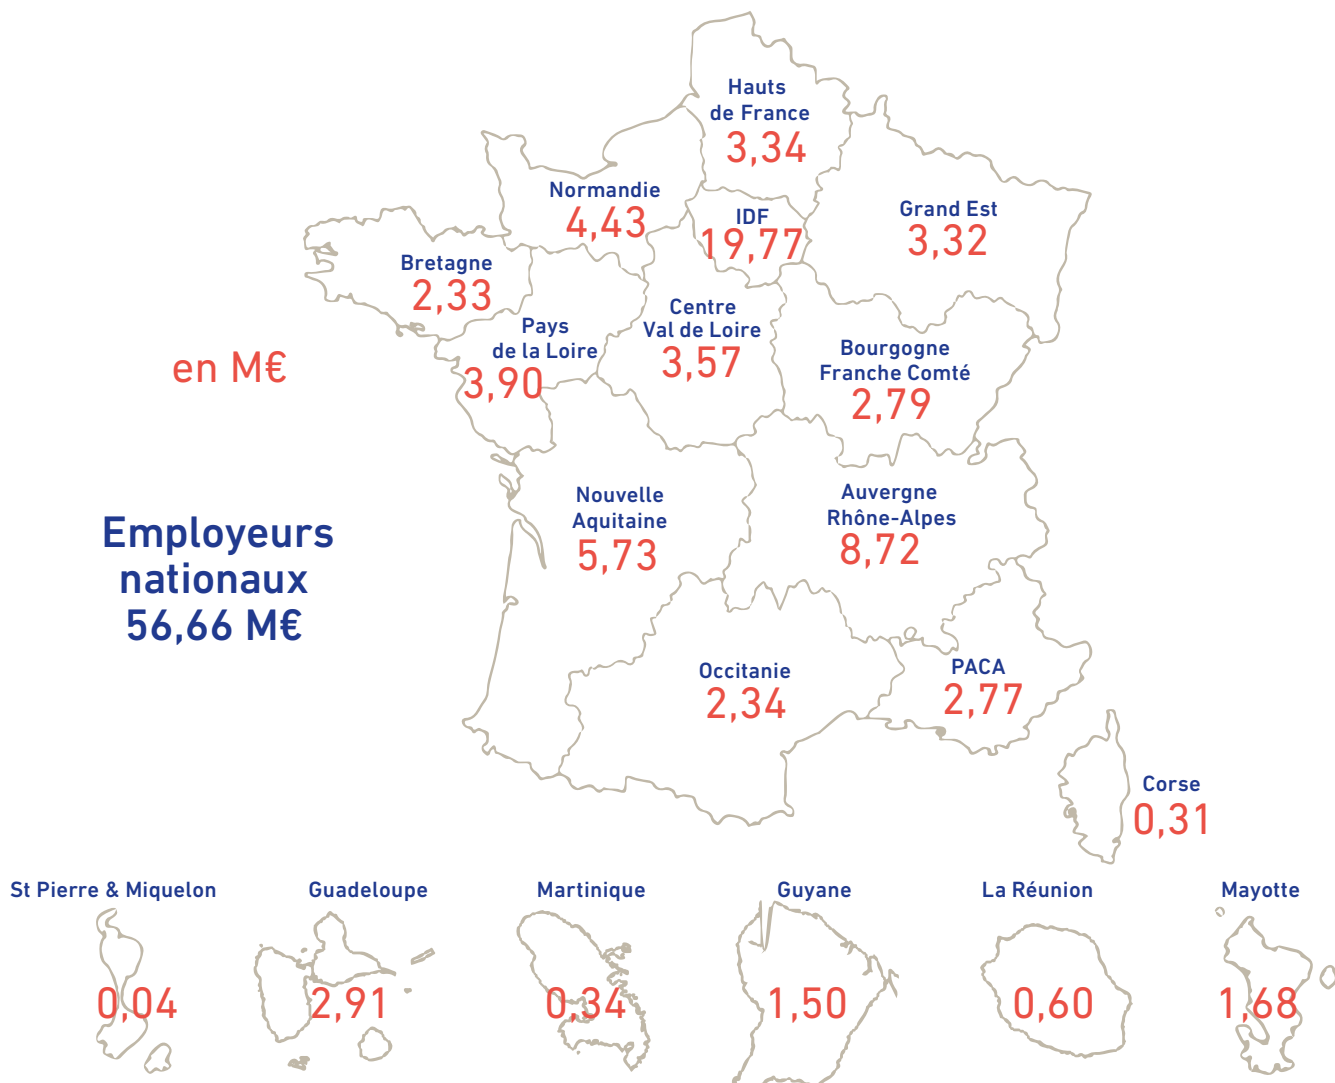 Hauts
de France
3,34
Normandie
4,43
IDF
19,77
Grand Est
3,32
Bretagne
2,33
Pays
de la Loire
3,90
Centre
Val de Loire
3,57
Bourgogne
Franche Comté
2,79
en M€
Employeurs
nationaux
56,66 M€
Nouvelle
Aquitaine
5,73
Auvergne
Rhône-Alpes
8,72
Occitanie
2,34
PACA
2,77
Corse
0,31
St Pierre & Miquelon
0,04
Guadeloupe
2,91
Martinique
0,34
Guyane
1,50
La Réunion
0,60
Mayotte
1,68